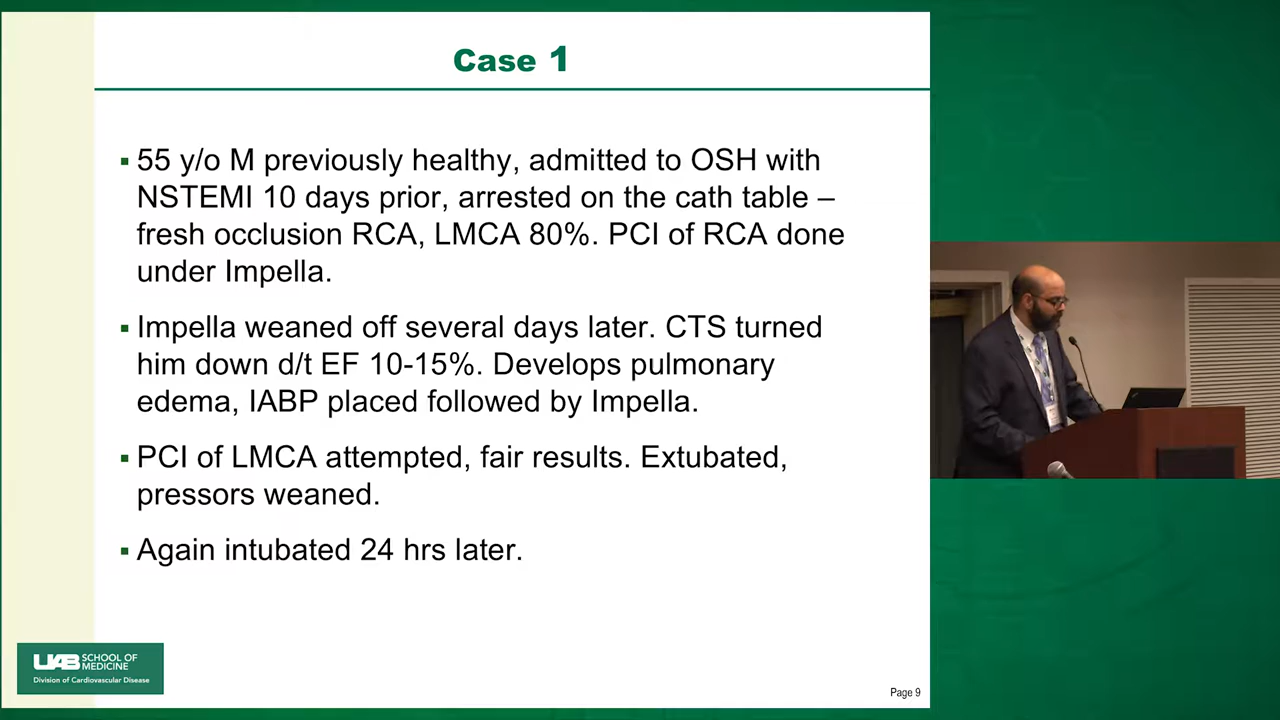 Case 1
▪ 55 y/o M previously healthy, admitted to OSH with
NSTEMI 10 days prior, arrested on the cath table –
fresh occlusion RCA, LMCA 80%. PCI of RCA done
under Impella.
▪ Impella weaned off several days later. CTS turned
him down d/t EF 10-15%. Develops pulmonary
edema, IABP placed followed by Impella.
▪ PCI of LMCA attempted, fair results. Extubated,
pressors weaned.
▪ Again intubated 24 hrs later.
UAB SCHOOL OF
MEDICINE
Division of Cardiovascular Disease
Page 9